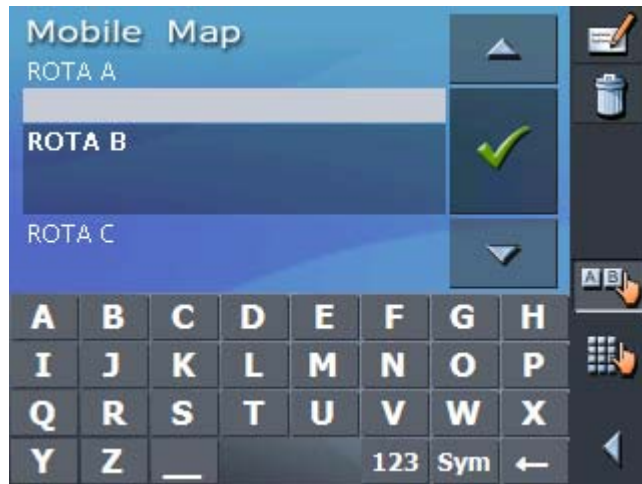 Mobile Map
ROTA A
ROTA B
ROTA C
A B
A B C D E F G H
I J K L M N O P
Q R S T U V W X
Y Z _ 123 Sym ←